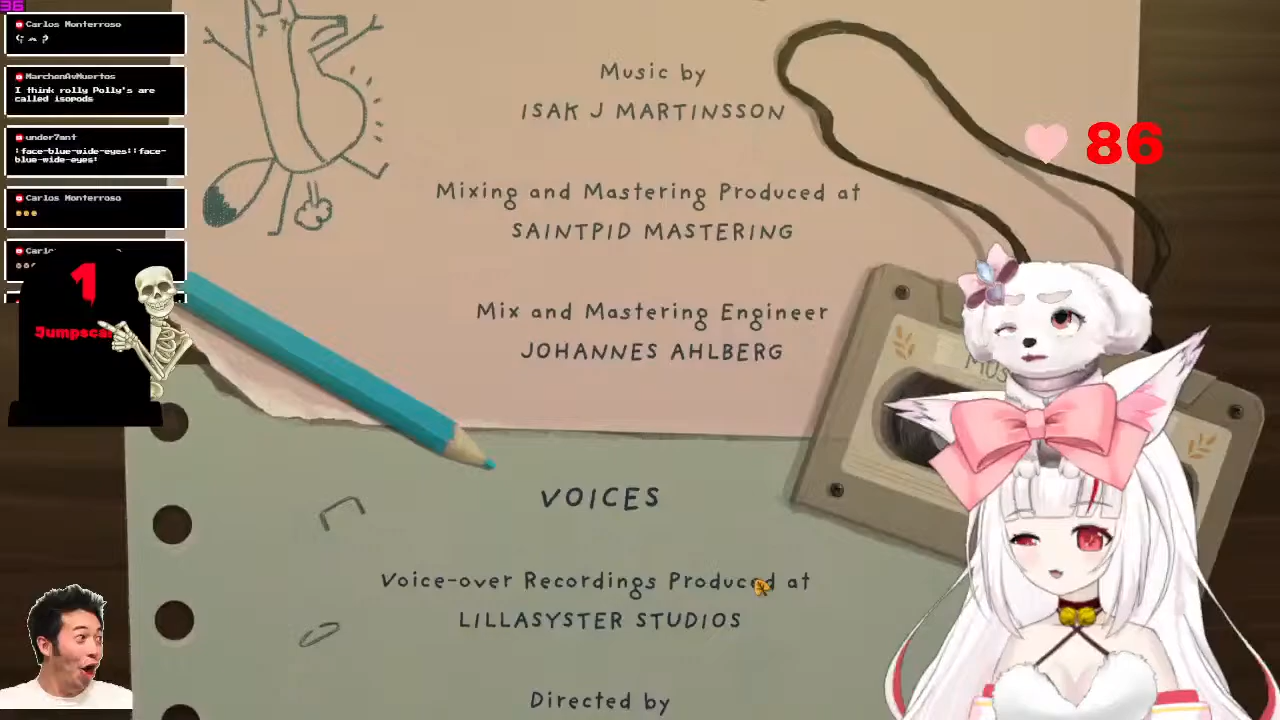 36
Carlos Monterroso
MarchenAvMuertos
I think rolly Polly's are
called isopods
under7mnt
:face-blue-wide-eyes::face-
blue-wide-eyes:
Carlos Monterroso
1
Music by
ISAK J MARTINSSON
Mixing and Mastering Produced at
SAINTPID MASTERING
Mix and Mastering Engineer
JOHANNES AHLBERG
86
VOICES
Voice-over Recordings Produced at
LILLASYSTER STUDIOS
Directed by